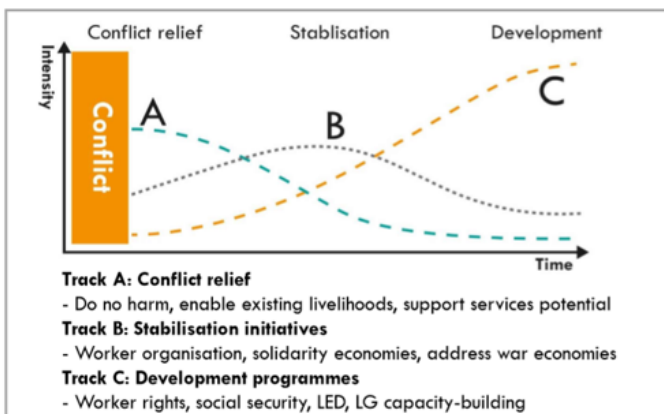 Conflict relief Stablisation Development
Intensity
Conflict
A
B
C
Time
Track A: Conflict relief
- Do no harm, enable existing livelihoods, support services potential
Track B: Stabilisation initiatives
- Worker organisation, solidarity economies, address war economies
Track C: Development programmes
- Worker rights, social security, LED, LG capacity-building